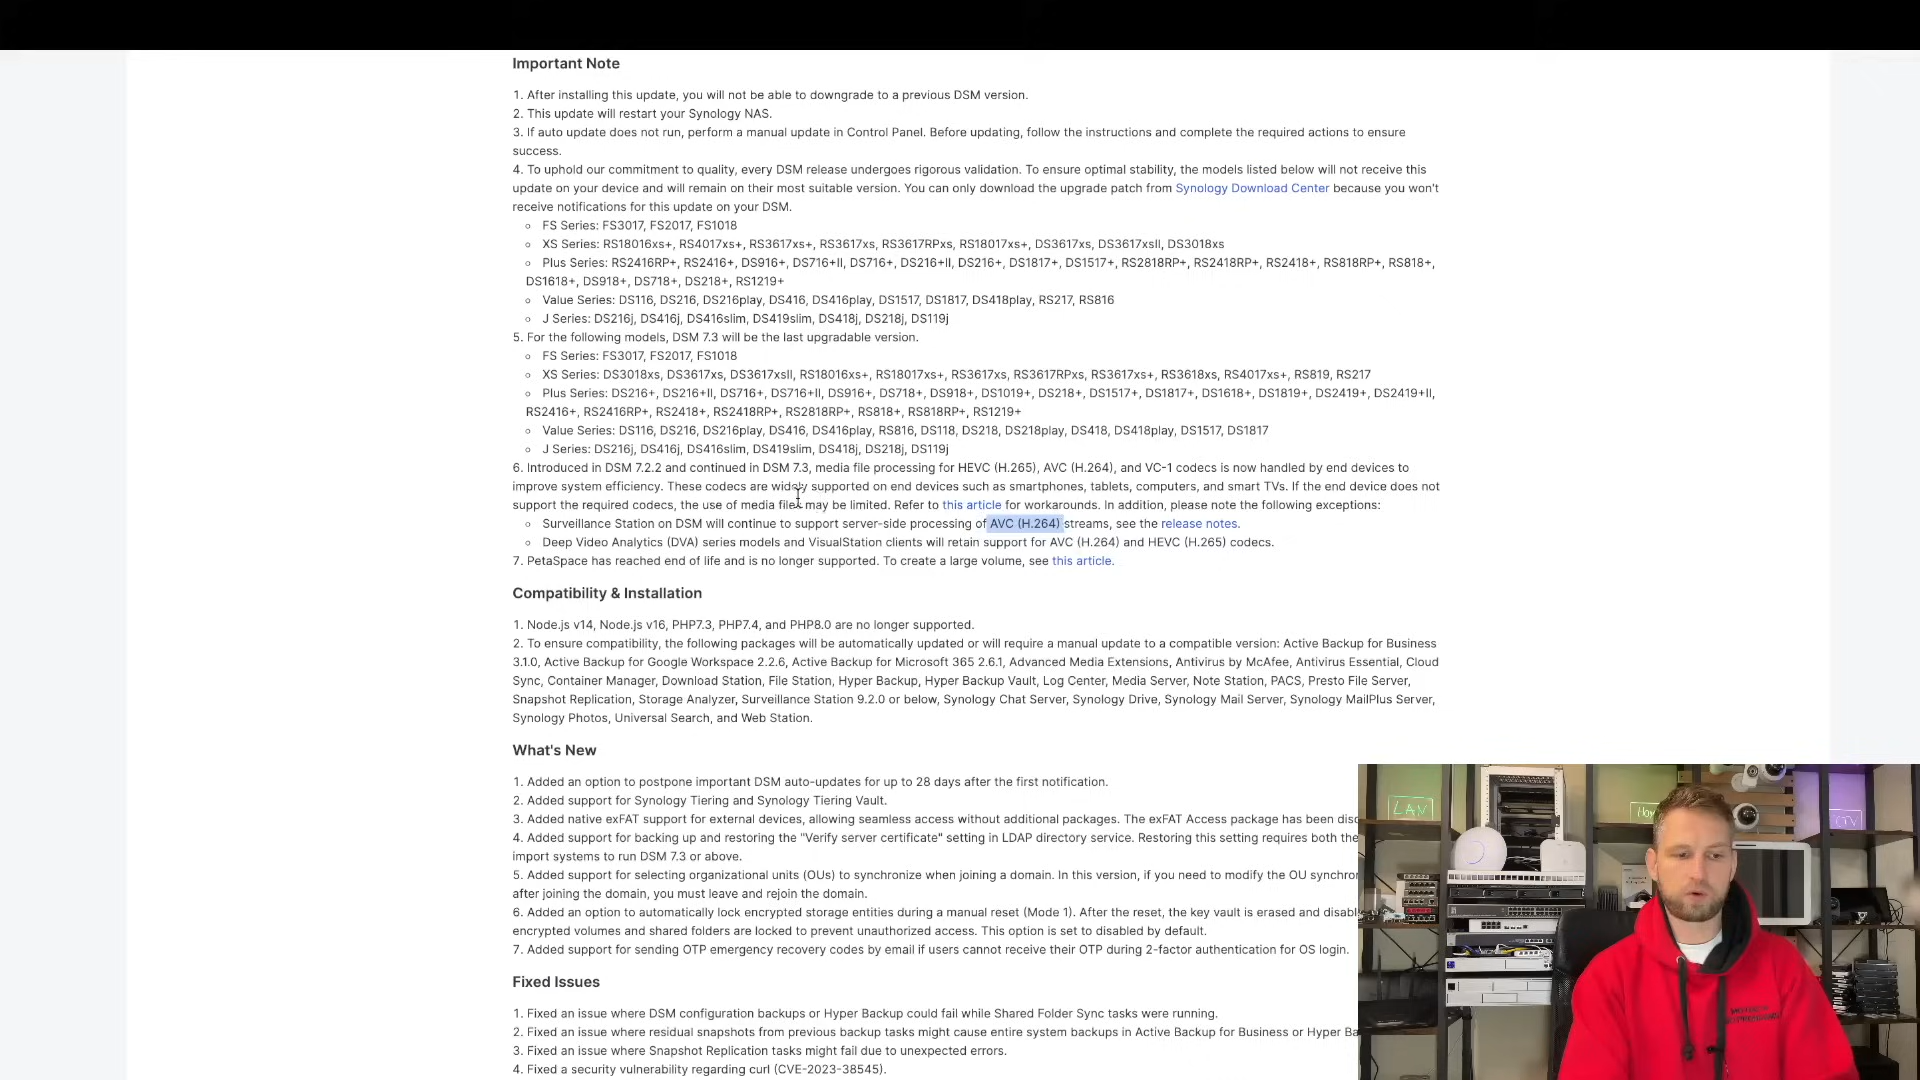 Important Note
1. After installing this update, you will not be able to downgrade to a previous DSM version.
2. This update will restart your Synology NAS.
3. If auto update does not run, perform a manual update in Control Panel. Before updating, follow the instructions and complete the required actions to ensure
success.
4. To uphold our commitment to quality, every DSM release undergoes rigorous validation. To ensure optimal stability, the models listed below will not receive this
update on your device and will remain on their most suitable version. You can only download the upgrade patch from Synology Download Center because you won't
receive notifications for this update on your DSM.
FS Series: FS3017, FS2017, FS1018
XS Series: RS18016xs+, RS4017xs+, RS3617xs+, RS3617xs, RS3617RPxs, RS18017xs+, DS3617xs, DS3617xsII, DS3018xs
Plus Series: RS2416RP+, RS2416+, DS916+, DS716+II, DS716+, DS216+II, DS216+, DS1817+, DS1517+, RS2818RP+, RS2418RP+, RS2418+, RS818RP+, RS818+,
DS1618+, DS918+, DS718+, DS218+, RS1219+
Value Series: DS116, DS216, DS216play, DS416, DS416play, DS1517, DS1817, DS418play, RS217, RS816
J Series: DS216j, DS416j, DS416slim, DS419slim, DS418j, DS218j, DS119j
5. For the following models, DSM 7.3 will be the last upgradable version.
FS Series: FS3017, FS2017, FS1018
XS Series: DS3018xs, DS3617xs, DS3617xsII, RS18016xs+, RS18017xs+, RS3617xs, RS3617RPxs, RS3617xs+, RS3618xs, RS4017xs+, RS819, RS217
Plus Series: DS216+, DS216+II, DS716+, DS716+II, DS916+, DS718+, DS918+, DS1019+, DS218+, DS1517+, DS1817+, DS1618+, DS1819+, DS2419+, DS2419+II,
RS2416+, RS2416RP+, RS2418+, RS2418RP+, RS2818RP+, RS818+, RS818RP+, RS1219+
Value Series: DS116, DS216, DS216play, DS416, DS416play, RS816, DS118, DS218, DS218play, DS418, DS418play, DS1517, DS1817
J Series: DS216j, DS416j, DS416slim, DS419slim, DS418j, DS218j, DS119j
6. Introduced in DSM 7.2.2 and continued in DSM 7.3, media file processing for HEVC (H.265), AVC (H.264), and VC-1 codecs is now handled by end devices to
improve system efficiency. These codecs are widely supported on end devices such as smartphones, tablets, computers, and smart TVs. If the end device does not
support the required codecs, the use of media files may be limited. Refer to this article for workarounds. In addition, please note the following exceptions:
Surveillance Station on DSM will continue to support server-side processing of AVC (H.264) streams, see the release notes.
Deep Video Analytics (DVA) series models and VisualStation clients will retain support for AVC (H.264) and HEVC (H.265) codecs.
7. PetaSpace has reached end of life and is no longer supported. To create a large volume, see this article.
Compatibility & Installation
1. Node.js v14, Node.js v16, PHP7.3, PHP7.4, and PHP8.0 are no longer supported.
2. To ensure compatibility, the following packages will be automatically updated or will require a manual update to a compatible version: Active Backup for Business
3.1.0, Active Backup for Google Workspace 2.2.6, Active Backup for Microsoft 365 2.6.1, Advanced Media Extensions, Antivirus by McAfee, Antivirus Essential, Cloud
Sync, Container Manager, Download Station, File Station, Hyper Backup, Hyper Backup Vault, Log Center, Media Server, Note Station, PACS, Presto File Server,
Snapshot Replication, Storage Analyzer, Surveillance Station 9.2.0 or below, Synology Chat Server, Synology Drive, Synology Mail Server, Synology MailPlus Server,
Synology Photos, Universal Search, and Web Station.
What's New
1. Added an option to postpone important DSM auto-updates for up to 28 days after the first notification.
2. Added support for Synology Tiering and Synology Tiering Vault.
3. Added native exFAT support for external devices, allowing seamless access without additional packages. The exFAT Access package has been disc
4. Added support for backing up and restoring the "Verify server certificate" setting in LDAP directory service. Restoring this setting requires both the
import systems to run DSM 7.3 or above.
5. Added support for selecting organizational units (OUs) to synchronize when joining a domain. In this version, if you need to modify the OU synchror
after joining the domain, you must leave and rejoin the domain.
6. Added an option to automatically lock encrypted storage entities during a manual reset (Mode 1). After the reset, the key vault is erased and disabl
encrypted volumes and shared folders are locked to prevent unauthorized access. This option is set to disabled by default.
7. Added support for sending OTP emergency recovery codes by email if users cannot receive their OTP during 2-factor authentication for OS login.
Fixed Issues
1. Fixed an issue where DSM configuration backups or Hyper Backup could fail while Shared Folder Sync tasks were running.
2. Fixed an issue where residual snapshots from previous backup tasks might cause entire system backups in Active Backup for Business or Hyper Ba
3. Fixed an issue where Snapshot Replication tasks might fail due to unexpected errors.
4. Fixed a security vulnerability regarding curl (CVE-2023-38545).
LAN